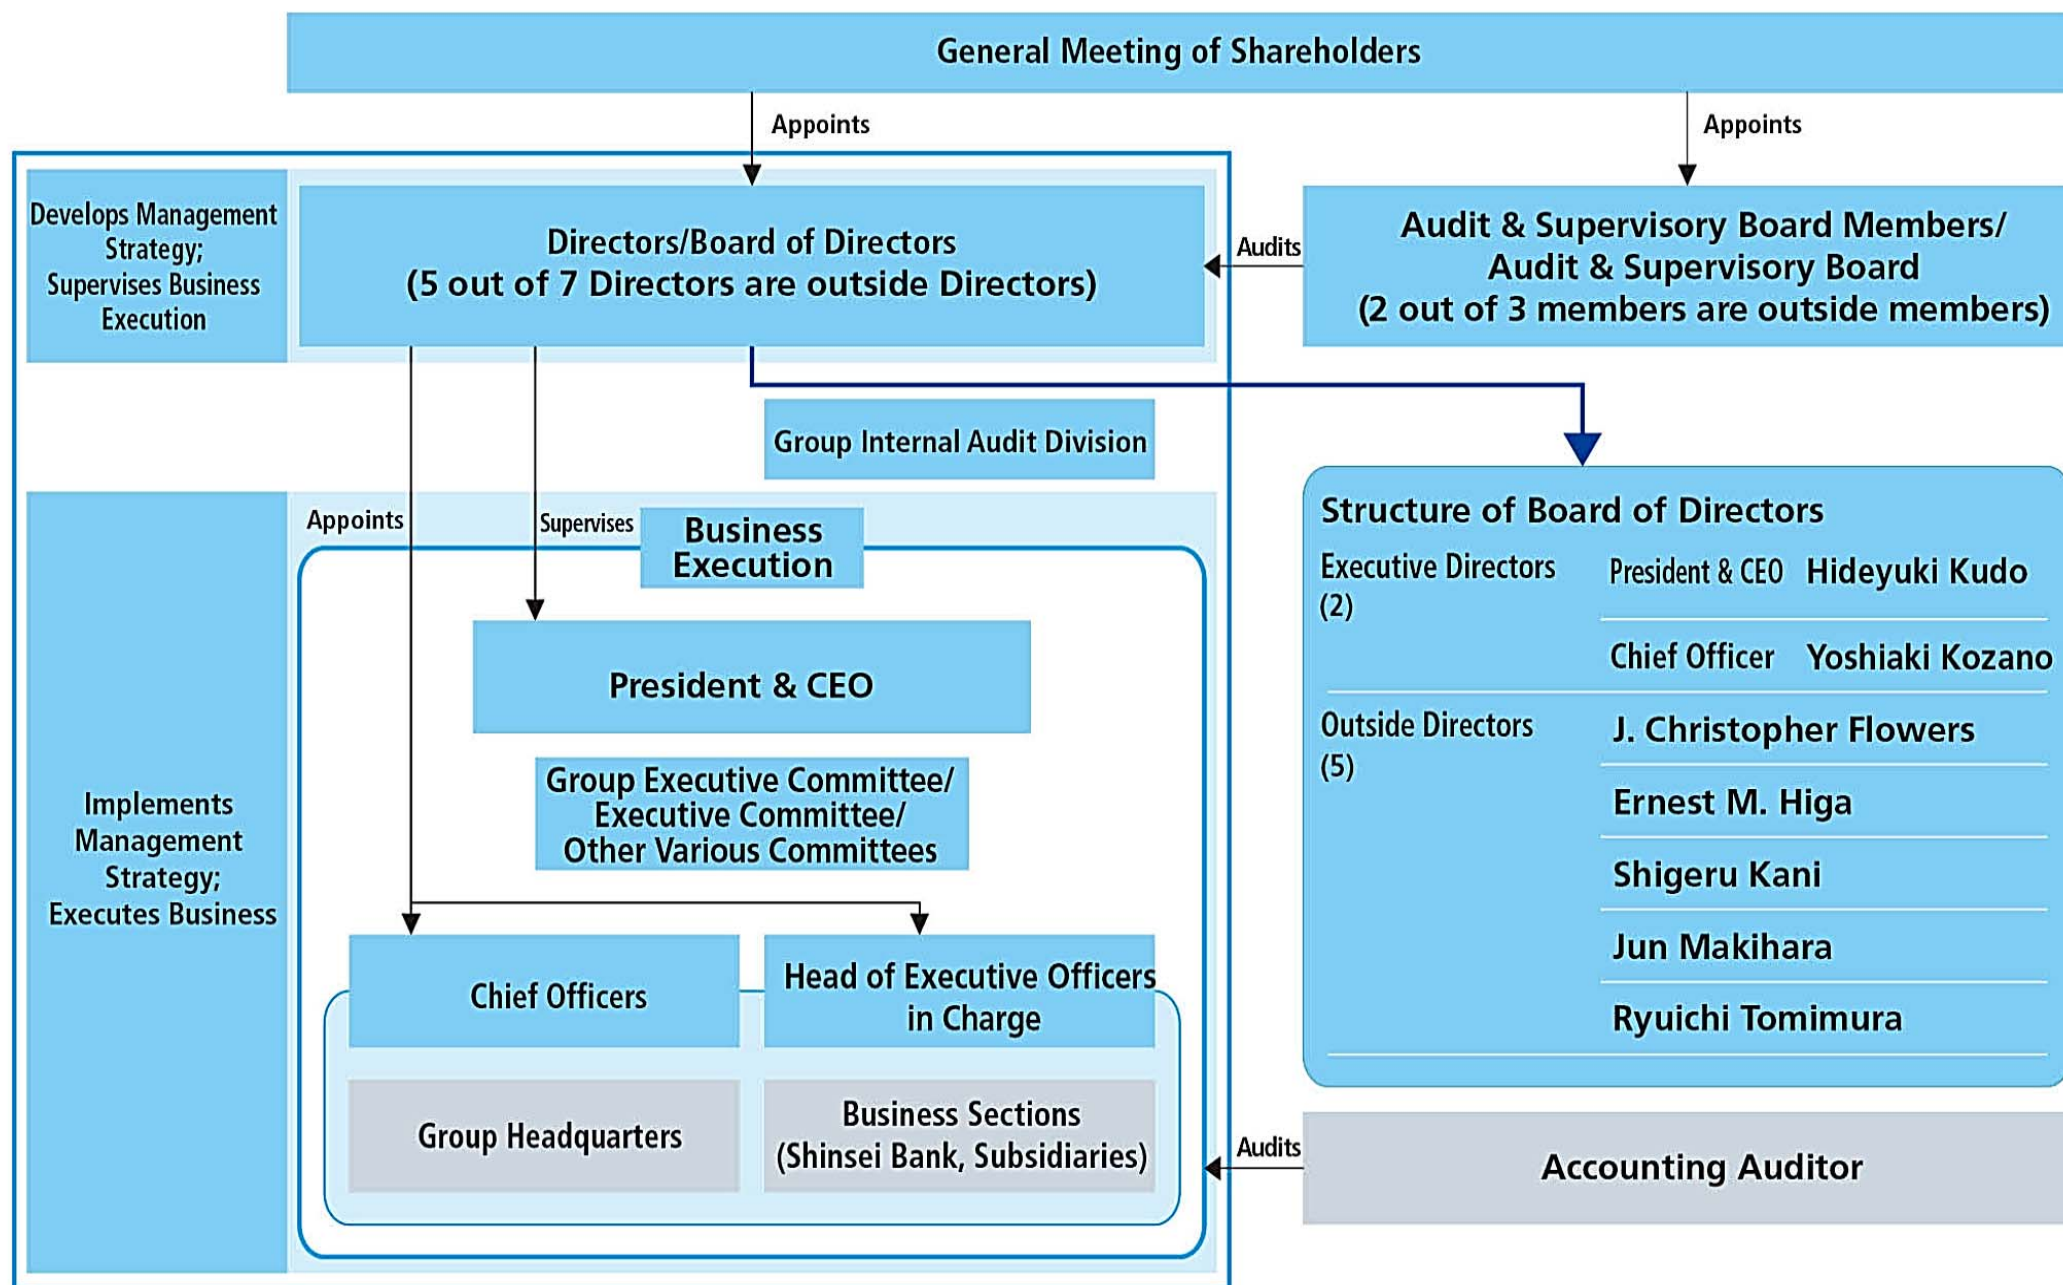 General Meeting of Shareholders
Appoints
Appoints
Develops Management
Strategy;
Supervises Business
Execution
Directors/Board of Directors
(5 out of 7 Directors are outside Directors)
Audits
Audit & Supervisory Board Members/
Audit & Supervisory Board
(2 out of 3 members are outside members)
Group Internal Audit Division
Appoints
Supervises
Business
Execution
President & CEO
Group Executive Committee/
Executive Committee/
Other Various Committees
Implements
Management
Strategy;
Executes Business
Chief Officers
Head of Executive Officers
in Charge
Group Headquarters
Business Sections
(Shinsei Bank, Subsidiaries)
Structure of Board of Directors
Executive Directors
(2)
President & CEO Hideyuki Kudo
Chief Officer Yoshiaki Kozano
Outside Directors
(5)
J. Christopher Flowers
Ernest M. Higa
Shigeru Kani
Jun Makihara
Ryuichi Tomimura
Audits
Accounting Auditor